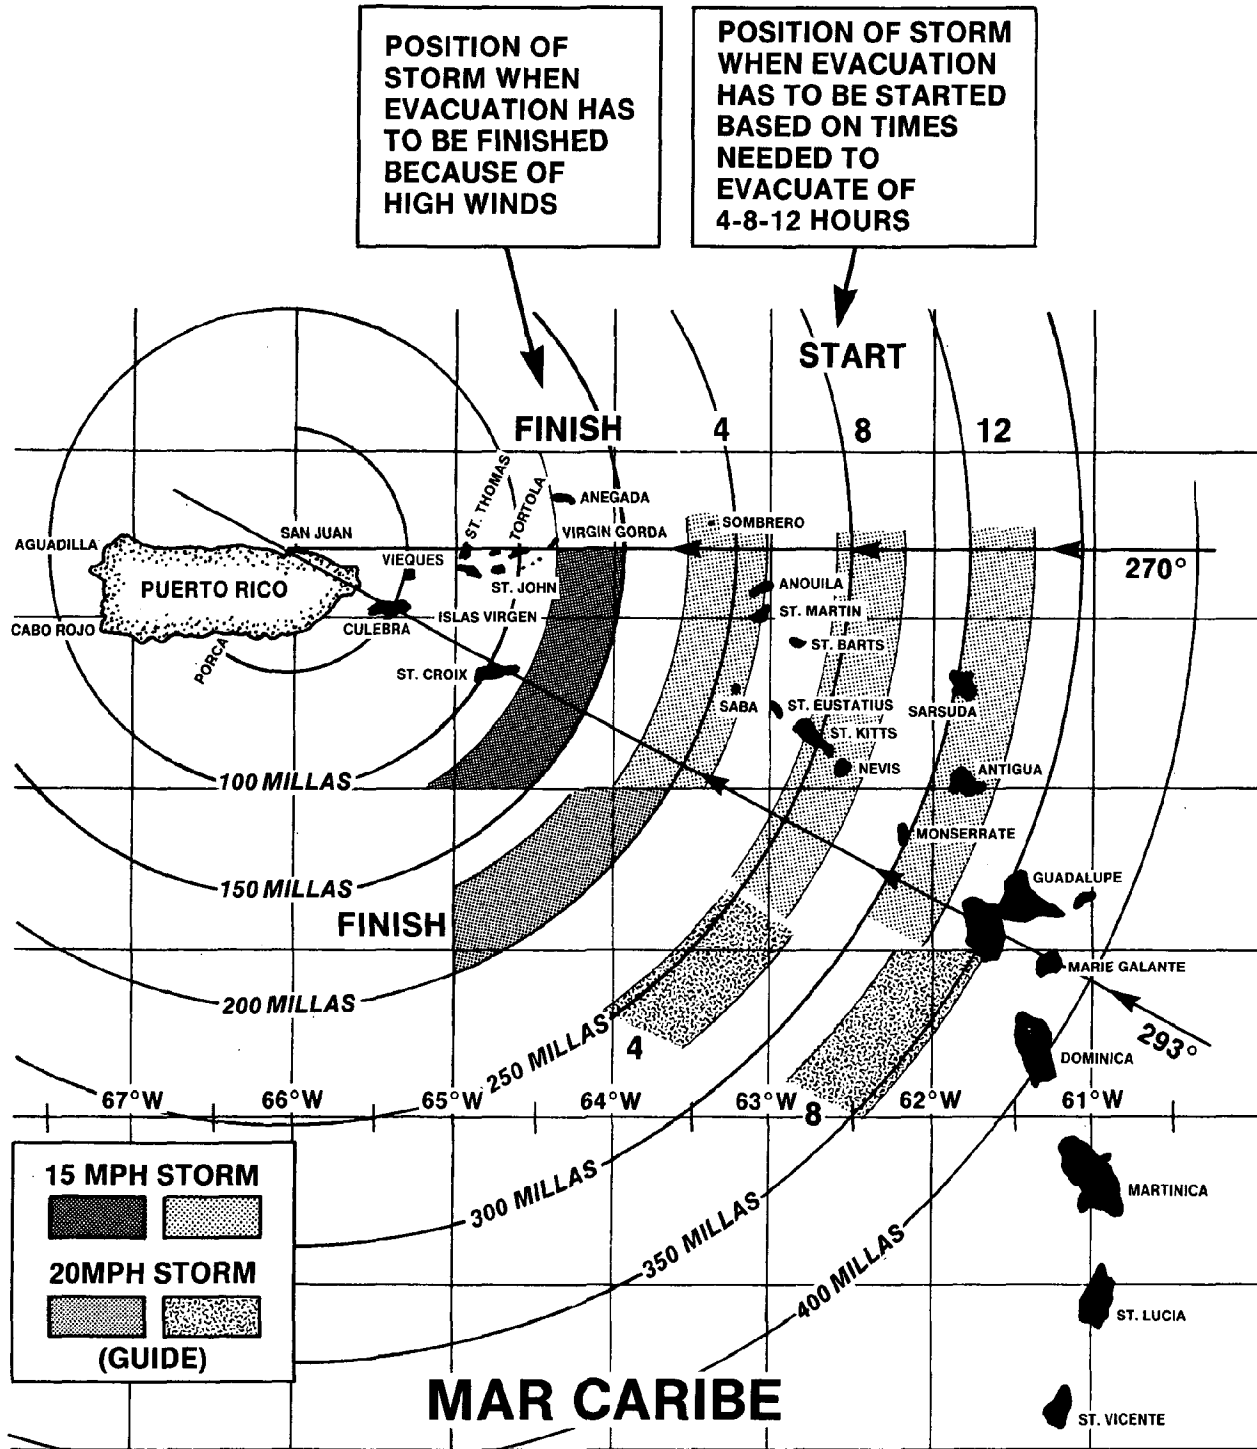 POSITION OF
STORM WHEN
EVACUATION HAS
TO BE FINISHED
BECAUSE OF
HIGH WINDS
POSITION OF STORM
WHEN EVACUATION
HAS TO BE STARTED
BASED ON TIMES
NEEDED TO
EVACUATE OF
4-8-12 HOURS
START
FINISH
4
8
12
ST. THOMAS
TORTOLA
ANEGADA
SOMBRERO
VIRGIN GORDA
SAN JUAN
AGUADILLA
VIEQUES
270°
PUERTO RICO
ST. JOHN
ANOUILA
ISLAS VIRGEN
ST. MARTIN
CABO ROJO
CULEBRA
ST. BARTS
PORCA
ST. CROIX
SABA
ST. EUSTATIUS
SARSUDA
ST. KITTS
NEVIS
ANTIGUA
100 MILLAS
MONSERRATE
150 MILLAS
GUADALUPE
FINISH
MARIE GALANTE
200 MILLAS
293°
250 MILLAS
4
DOMINICA
67°W
66°W
65°W
64°W
63°W
62°W
61°W
8
15 MPH STORM
20MPH STORM
(GUIDE)
300 MILLAS
350 MILLAS
400 MILLAS
MARTINICA
ST. LUCIA
MAR CARIBE
ST. VICENTE